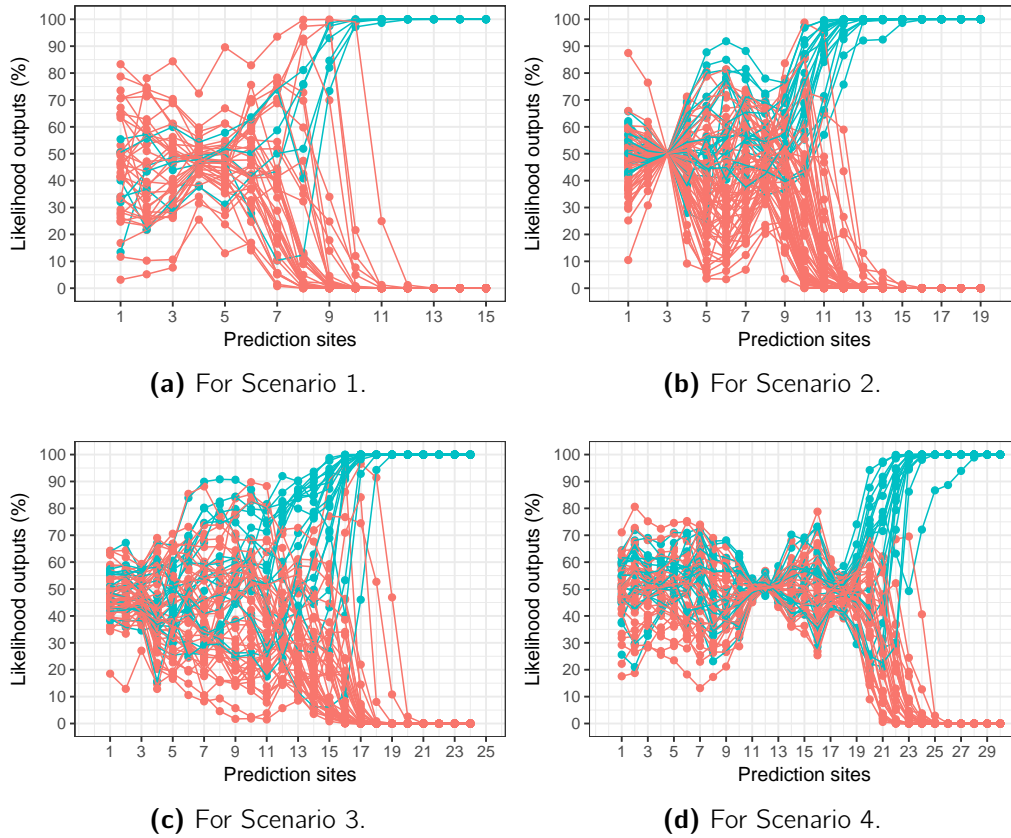 100
90
80
70
60
50
40
30
20
10
0
Likelihood outputs (%)
1 3 5 7 9 11 13 15
Prediction sites
(a) For Scenario 1.
100
90
80
70
60
50
40
30
20
10
0
Likelihood outputs (%)
1 3 5 7 9 11 13 15 17 19
Prediction sites
(b) For Scenario 2.
100
90
80
70
60
50
40
30
20
10
0
Likelihood outputs (%)
1 3 5 7 9 11 13 15 17 19 21 23 25
Prediction sites
(c) For Scenario 3.
100
90
80
70
60
50
40
30
20
10
0
Likelihood outputs (%)
1 3 5 7 9 11 13 15 17 19 21 23 25 27 29
Prediction sites
(d) For Scenario 4.